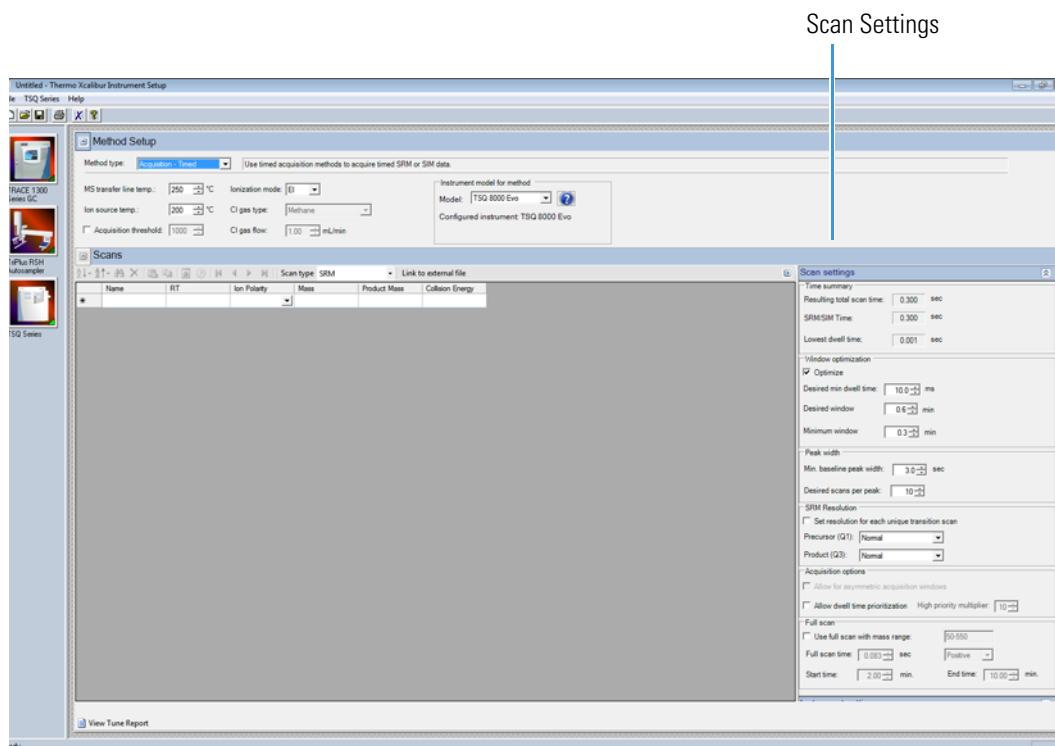 Scan Settings
Untitled - Thermo Xcalibur Instrument Setup
le TSQ Series Help
Method Setup
Method type: Acquisition - Timed Use timed acquisition methods to acquire timed SRM or SIM data.
MS transfer line temp.: 250 °C Ionization mode: EI
Instrument model for method
Model: TSQ 8000 Evo
Ion source temp.: 200 °C CI gas type: Methane
Configured instrument: TSQ 8000 Evo
Acquisition threshold: 1000 CI gas flow: 1.00 mL/min
RACE 1300
Series GC
riPlus RSH
Autosampler
TSQ Series
Scans
Scan type SRM Link to external file
Name RT Ion Polarity Mass Product Mass Collision Energy
Scan settings
Time summary
Resulting total scan time: 0.300 sec
SRM/SIM Time: 0.300 sec
Lowest dwell time: 0.001 sec
Window optimization
Optimize
Desired min dwell time: 10.0 ms
Desired window 0.6 min
Minimum window 0.3 min
Peak width
Min. baseline peak width: 3.0 sec
Desired scans per peak: 10
SRM Resolution
Set resolution for each unique transition scan
Precursor (Q1): Normal
Product (Q3): Normal
Acquisition options
Allow for asymmetric acquisition windows
Allow dwell time prioritization High priority multiplier: 10
Full scan
Use full scan with mass range: 50-550
Full scan time: 0.083 sec Positive
Start time: 2.00 min. End time: 10.00 min.
View Tune Report